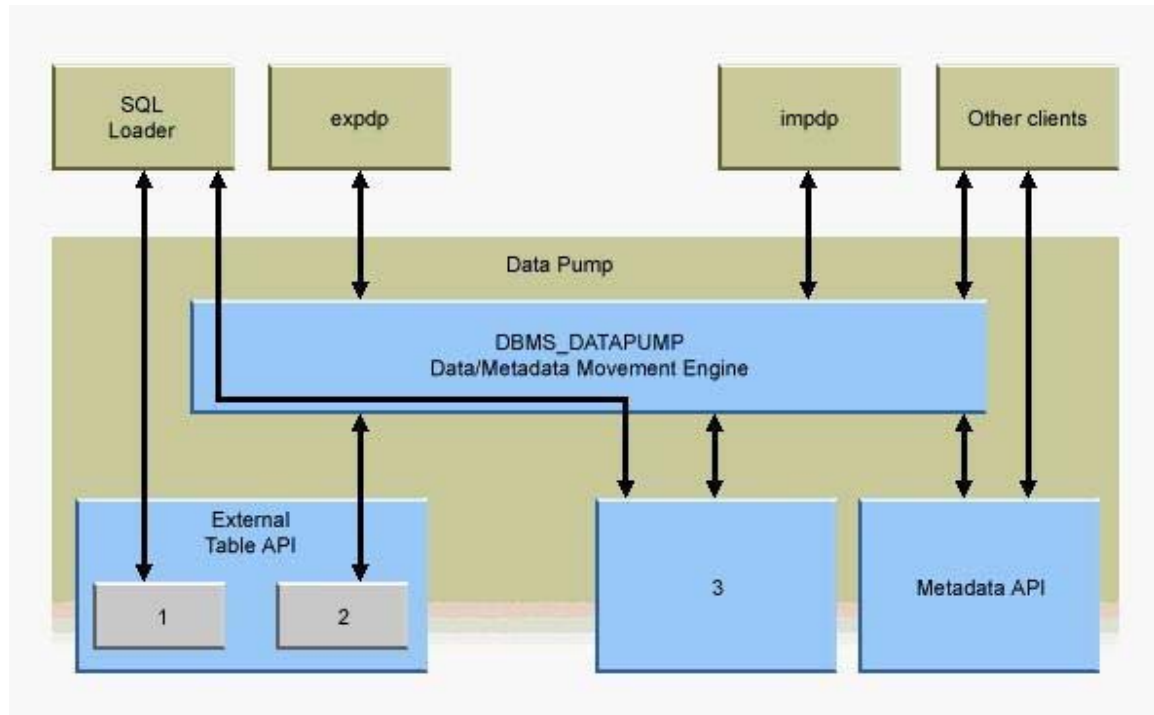 SQL
Loader
expdp
impdp
Other clients
Data Pump
DBMS_DATAPUMP
Data/Metadata Movement Engine
External
Table API
1
2
3
Metadata API